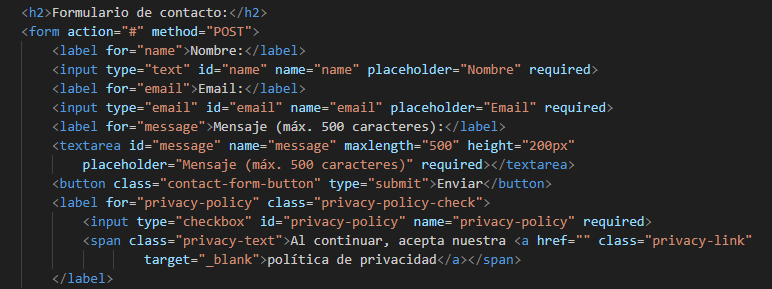 <h2>Formulario de contacto:</h2>
<form action="#" method="POST">
    <label for="name">Nombre:</label>
    <input type="text" id="name" name="name" placeholder="Nombre" required>
    <label for="email">Email:</label>
    <input type="email" id="email" name="email" placeholder="Email" required>
    <label for="message">Mensaje (máx. 500 caracteres):</label>
    <textarea id="message" name="message" maxlength="500" height="200px"
        placeholder="Mensaje (máx. 500 caracteres)" required></textarea>
    <button class="contact-form-button" type="submit">Enviar</button>
    <label for="privacy-policy" class="privacy-policy-check">
        <input type="checkbox" id="privacy-policy" name="privacy-policy" required>
        <span class="privacy-text">Al continuar, acepta nuestra <a href="" class="privacy-link"
                target="_blank">política de privacidad</a></span>
    </label>